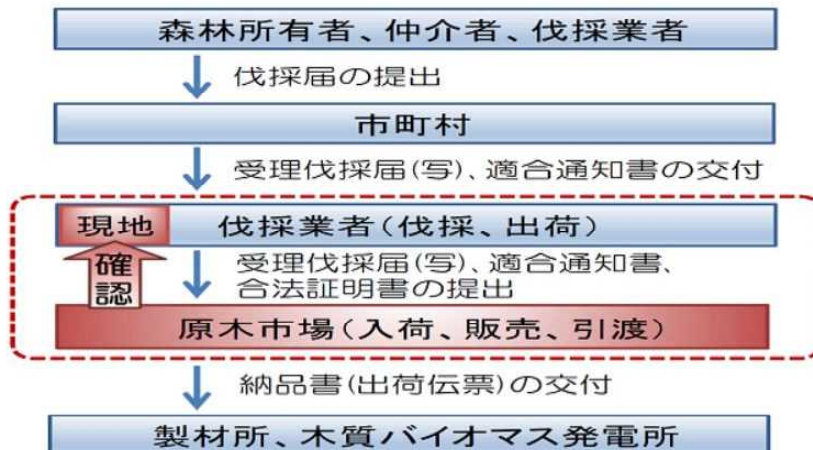 森林所有者、仲介者、伐採業者
伐採届の提出
市町村
受理伐採届(写)、適合通知書の交付
現地
伐採業者(伐採、出荷)
確認
受理伐採届(写)、適合通知書、
合法証明書の提出
原木市場(入荷、販売、引渡)
納品書(出荷伝票)の交付
製材所、木質バイオマス発電所